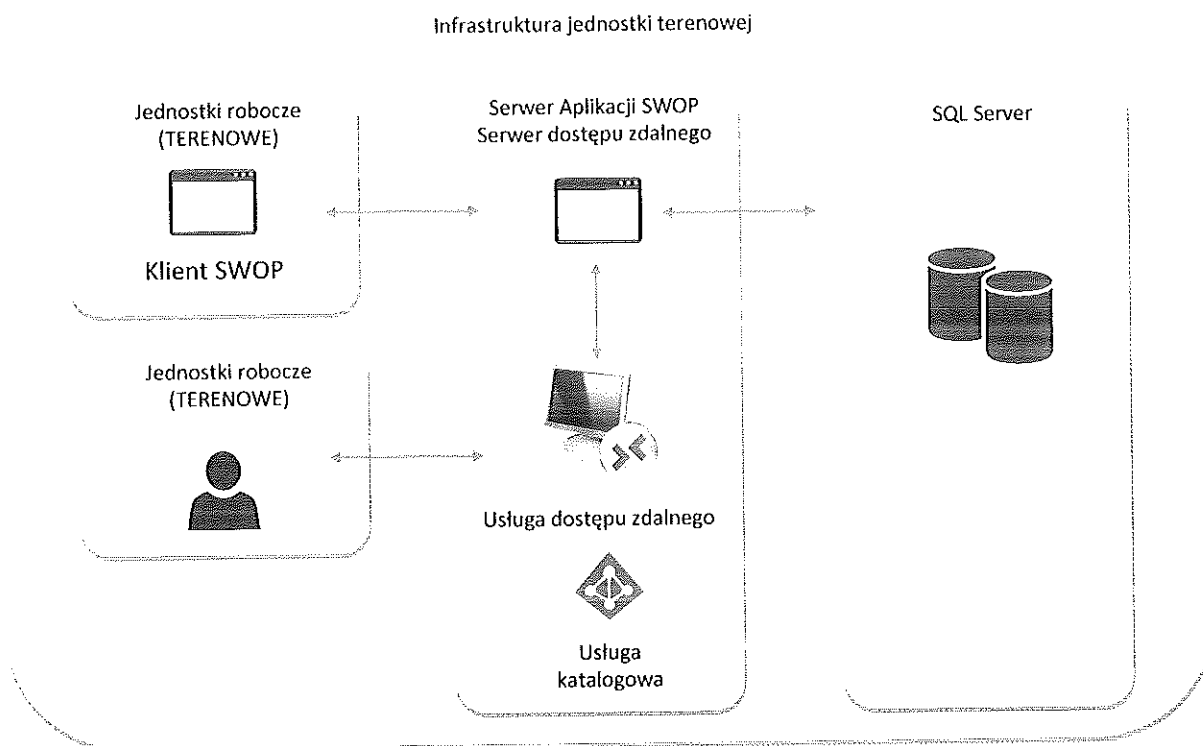 Infrastruktura jednostki terenowej
Jednostki robocze
(TERENOWE)
Klient SWOP
Serwer Aplikacji SWOP
Serwer dostępu zdalnego
SQL Server
Jednostki robocze
(TERENOWE)
Usługa dostępu zdalnego
Usługa
katalogowa